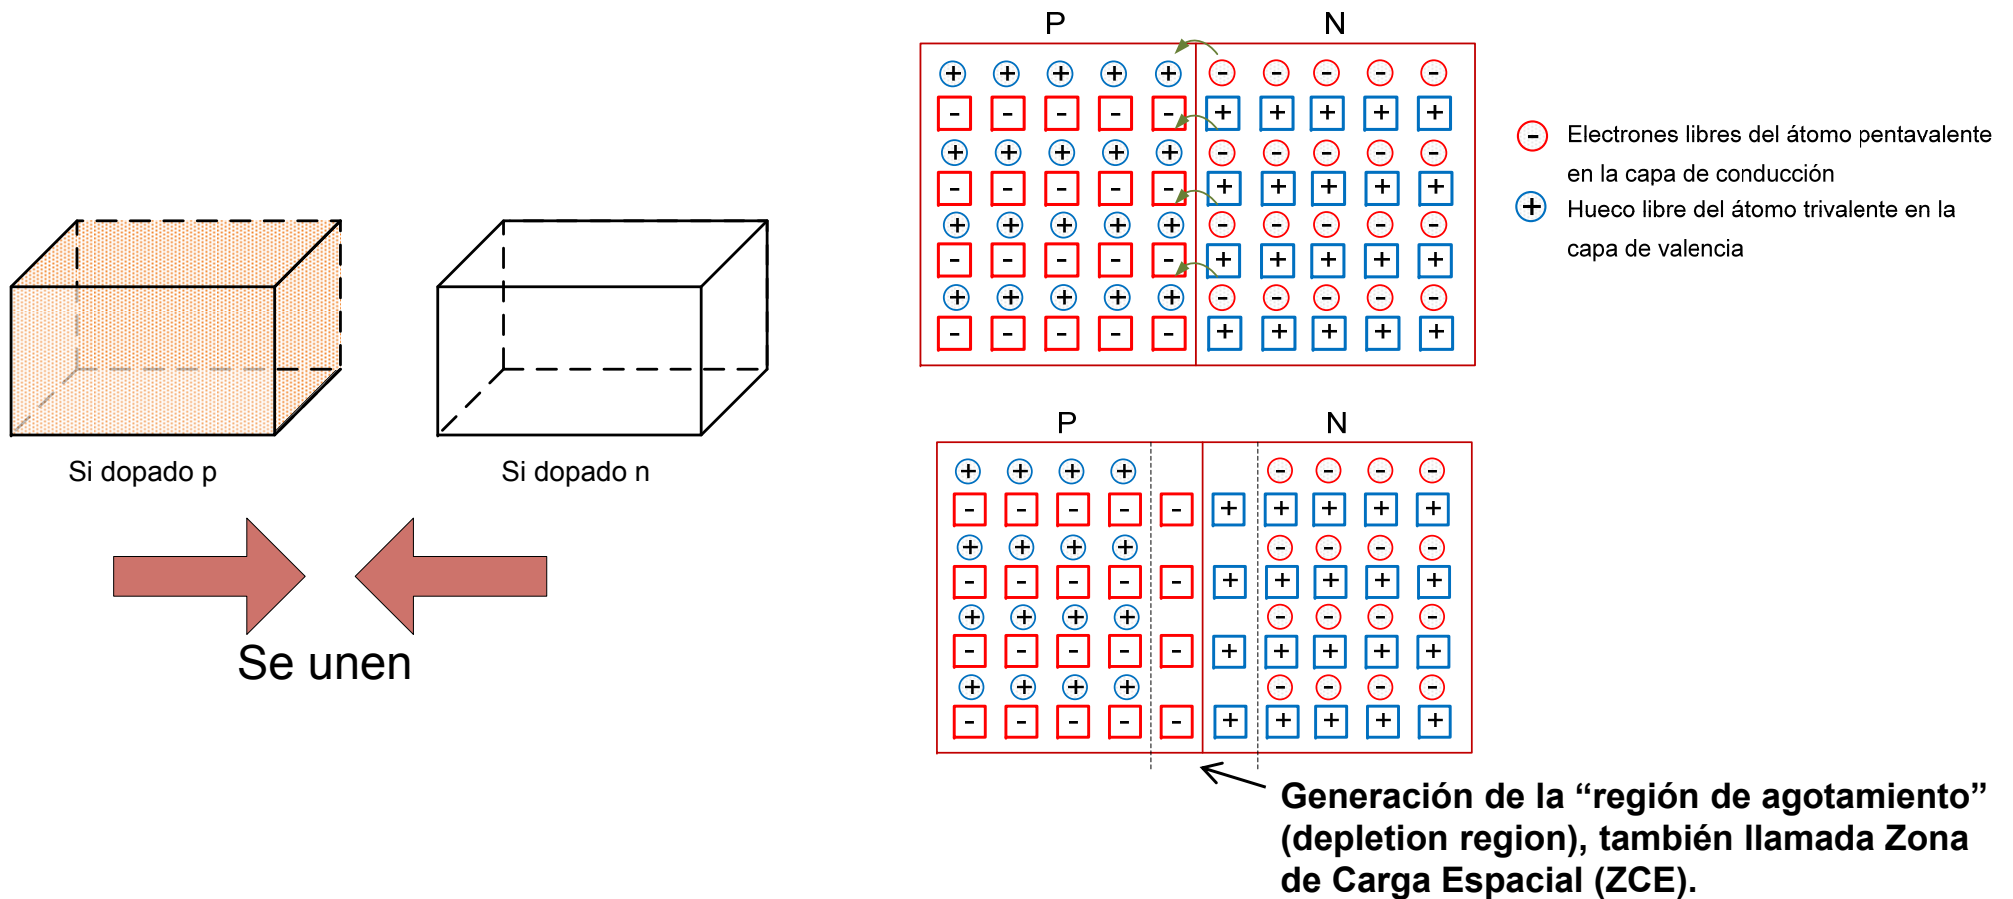 Si dopado p
Si dopado n
Se unen
P N
+ + + + + - - - - -
- - - - - + + + + +
+ + + + + - - - - -
- - - - - + + + + +
+ + + + + - - - - -
- - - - - + + + + +
+ + + + + - - - - -
- - - - - + + + + +
- Electrones libres del átomo pentavalente
en la capa de conducción
+ Hueco libre del átomo trivalente en la
capa de valencia
P N
+ + + + - - - -
- - - - - + + + + +
+ + + + - - - -
- - - - - + + + + +
+ + + + - - - -
- - - - - + + + + +
+ + + + - - - -
- - - - - + + + + +
Generación de la “región de agotamiento”
(depletion region), también llamada Zona
de Carga Espacial (ZCE).